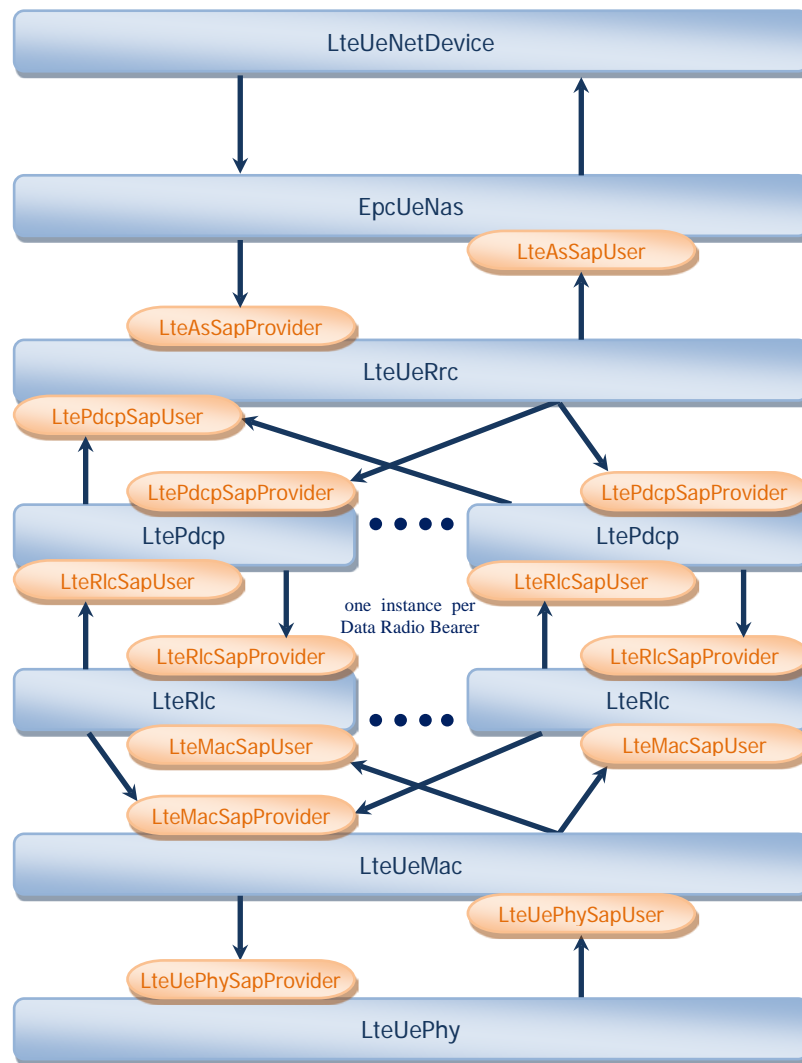 LteUeNetDevice
EpcUeNas
LteAsSapUser
LteAsSapProvider
LteUeRrc
LtePdcpSapUser
LtePdcpSapProvider
LtePdcpSapProvider
LtePdcp
LtePdcp
LteRlcSapUser
LteRlcSapUser
one instance per
Data Radio Bearer
LteRlcSapProvider
LteRlcSapProvider
LteRlc
LteRlc
LteMacSapUser
LteMacSapUser
LteMacSapProvider
LteUeMac
LteUePhySapUser
LteUePhySapProvider
LteUePhy